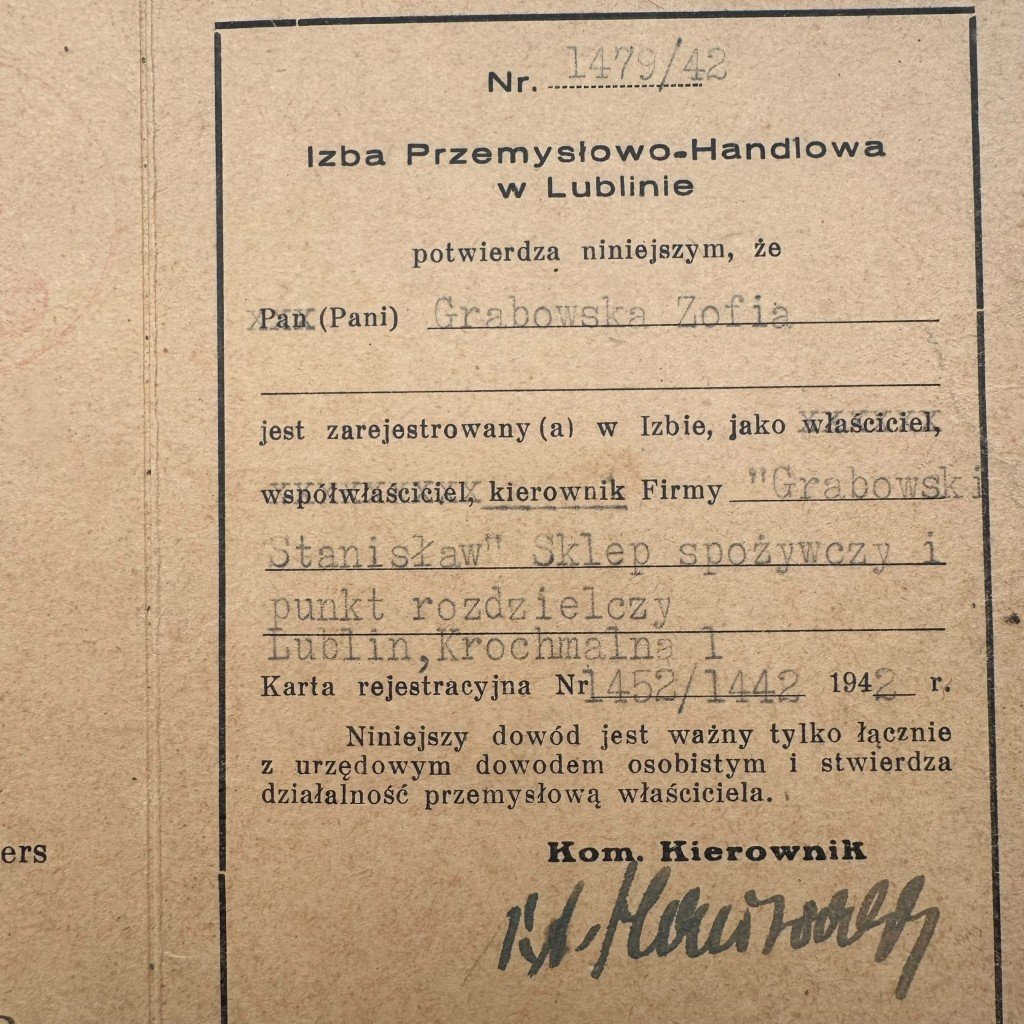 Nr. 1479/42
Izba Przemysłowo-Handlowa
w Lublinie
potwierdza niniejszym, że
Pan (Pani) Grabowska Zofia
jest zarejestrowany (a) w Izbie, jako właściciel,
współwłaściciel, kierownik Firmy "Grabowski
Stanisław" Sklep spożywczy i
punkt rozdzielczy
Lublin,Krochmalna 1
Karta rejestracyjna Nr 1452/1442 1942 r.
Niniejszy dowód jest ważny tylko łącznie
z urzędowym dowodem osobistym i stwierdza
działalność przemysłową właściciela.
ers
Kom. Kierownik